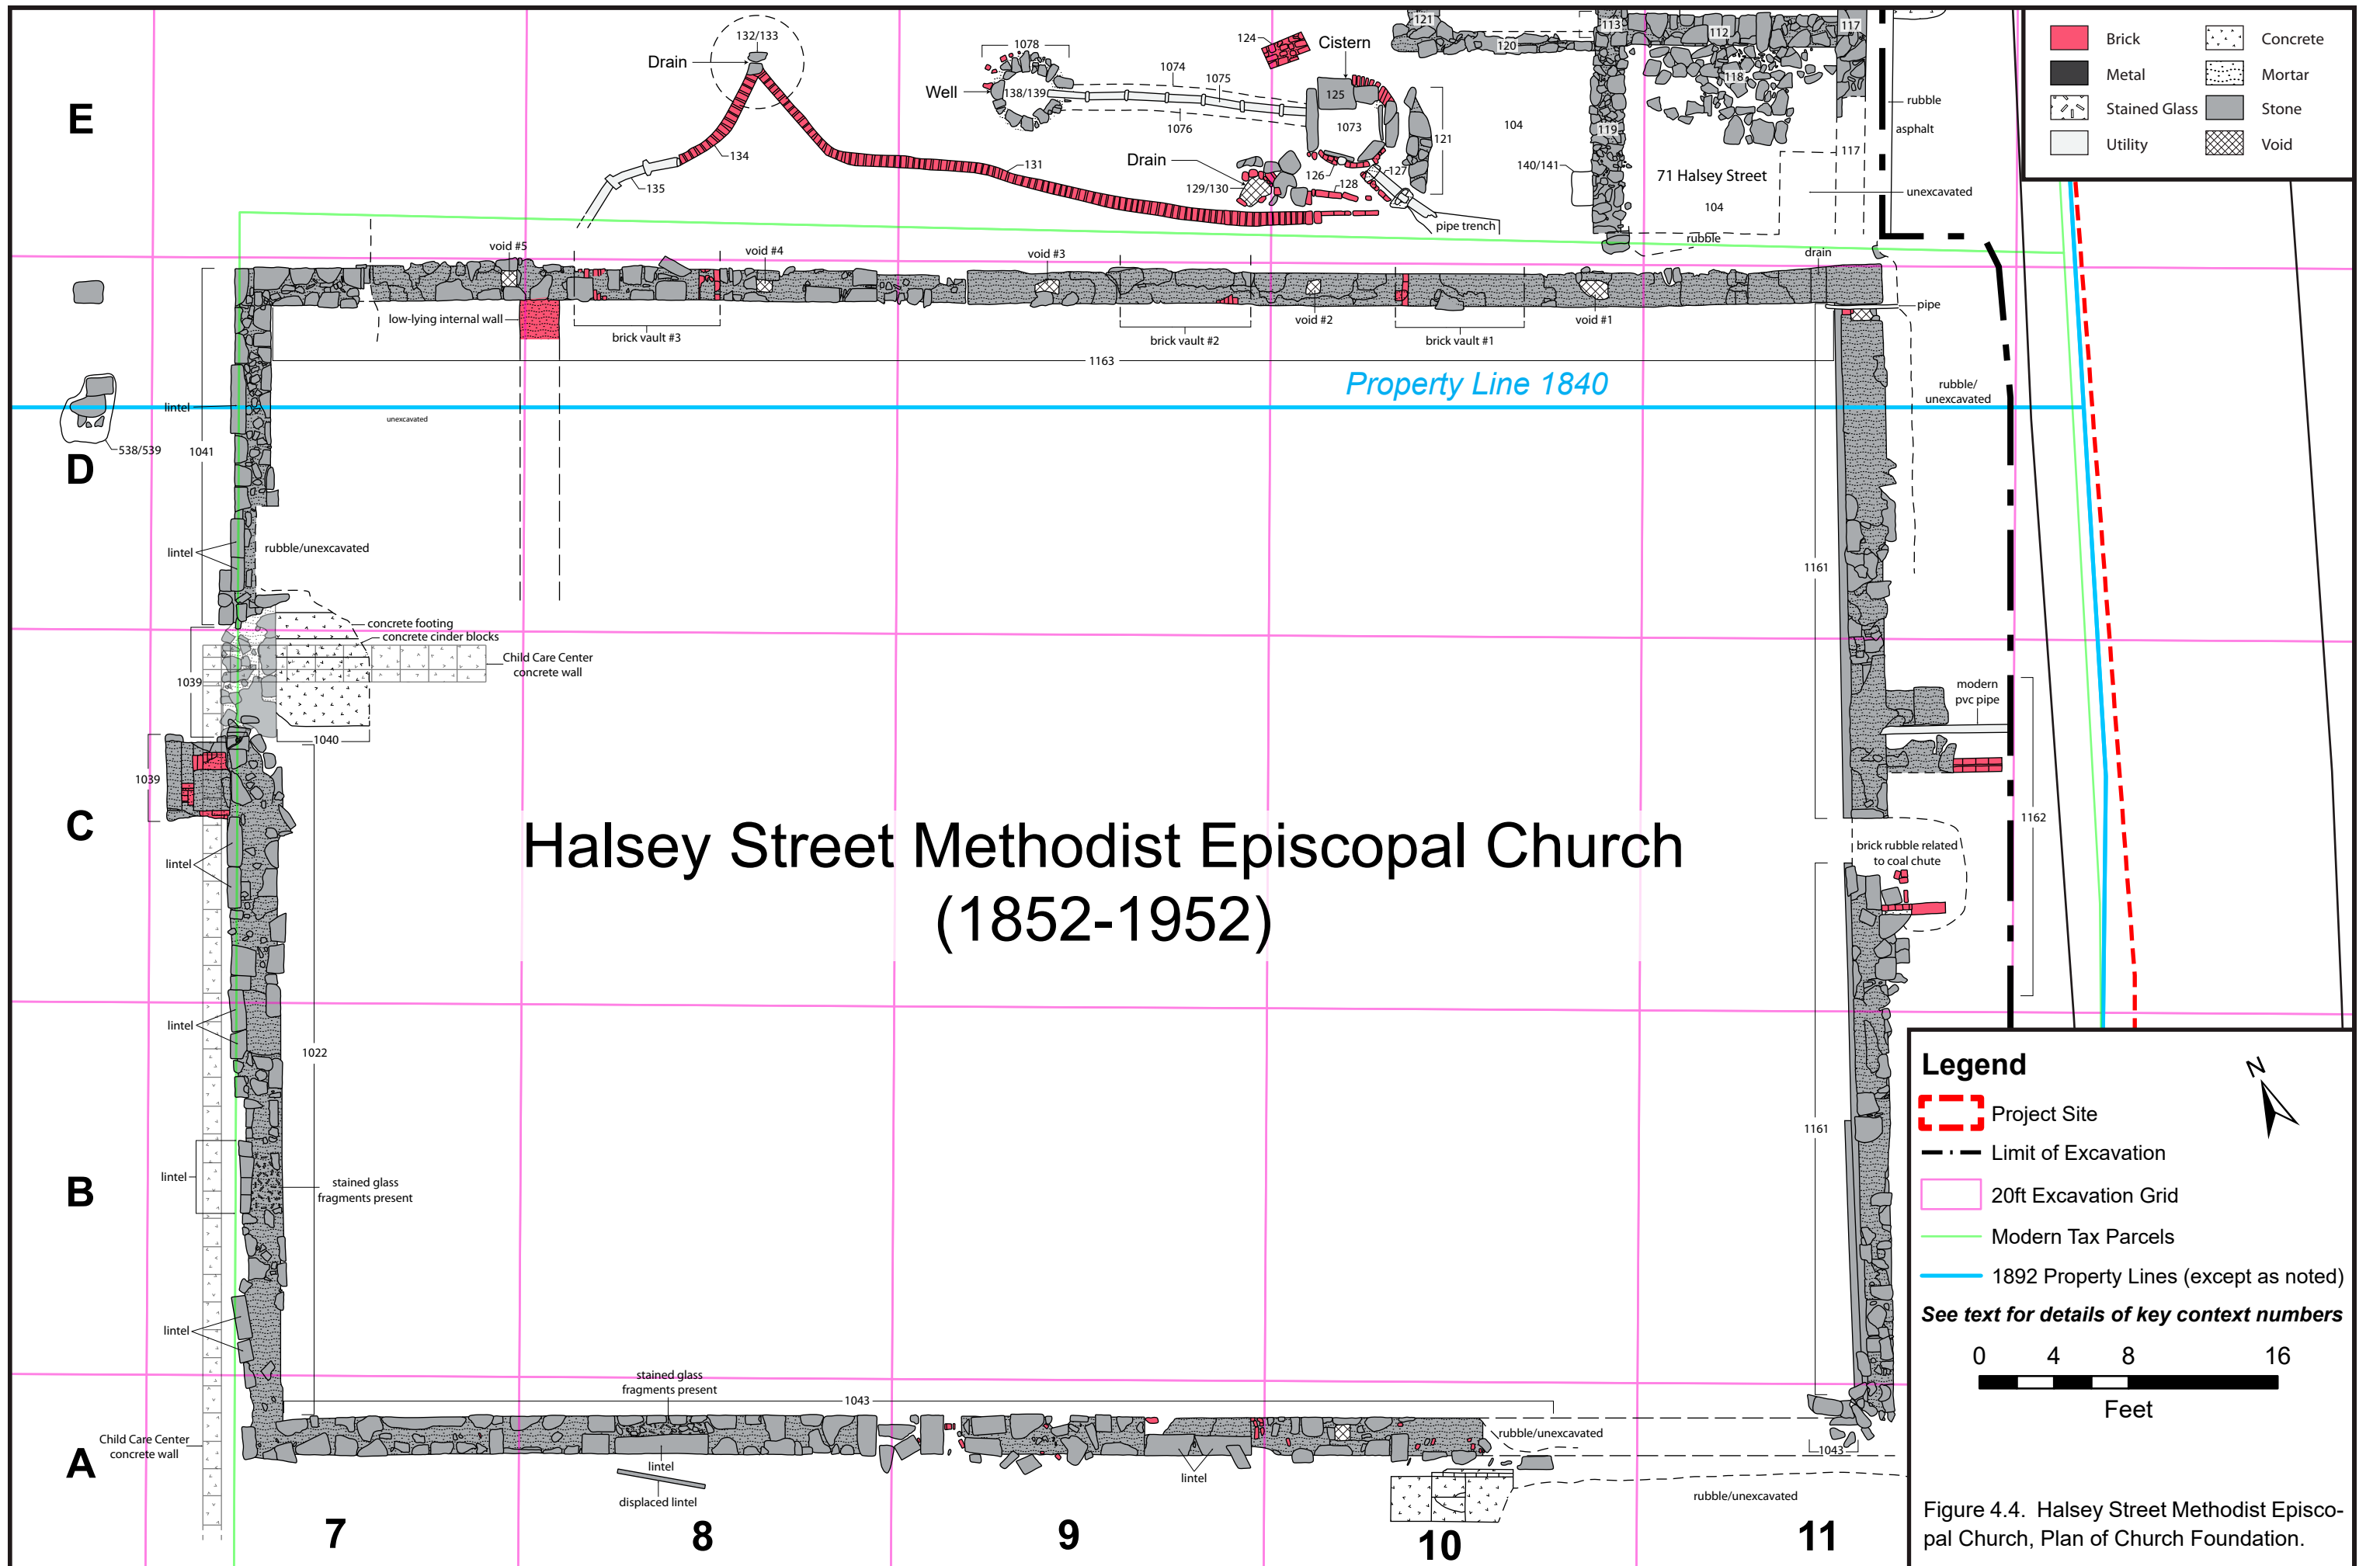 132/133
Drain
134
135
131
1078
Well
138/139
1074
1075
1076
124
Cistern
125
1073
121
Drain
129/130
126
127
128
pipe trench
121
120
113
112
117
118
119
104
140/141
71 Halsey Street
104
117
rubble
asphalt
unexcavated
rubble
drain
Brick
Concrete
Metal
Mortar
Stained Glass
Stone
Utility
Void
E
void #5
void #4
void #3
low-lying internal wall
brick vault #3
brick vault #2
void #2
brick vault #1
void #1
pipe
1163
Property Line 1840
rubble/
unexcavated
lintel
unexcavated
538/539
1041
D
lintel
rubble/unexcavated
1161
concrete footing
concrete cinder blocks
Child Care Center
concrete wall
1039
1040
modern
pvc pipe
1039
C
lintel
Halsey Street Methodist Episcopal Church
(1852-1952)
brick rubble related
to coal chute
1162
lintel
1022
1161
B
lintel
stained glass
fragments present
lintel
stained glass
fragments present
1043
Child Care Center
concrete wall
A
lintel
displaced lintel
lintel
rubble/unexcavated
1043
rubble/unexcavated
7
8
9
10
11
Legend
N
Project Site
Limit of Excavation
20ft Excavation Grid
Modern Tax Parcels
1892 Property Lines (except as noted)
See text for details of key context numbers
0 4 8 16
Feet
Figure 4.4. Halsey Street Methodist Episco-
pal Church, Plan of Church Foundation.